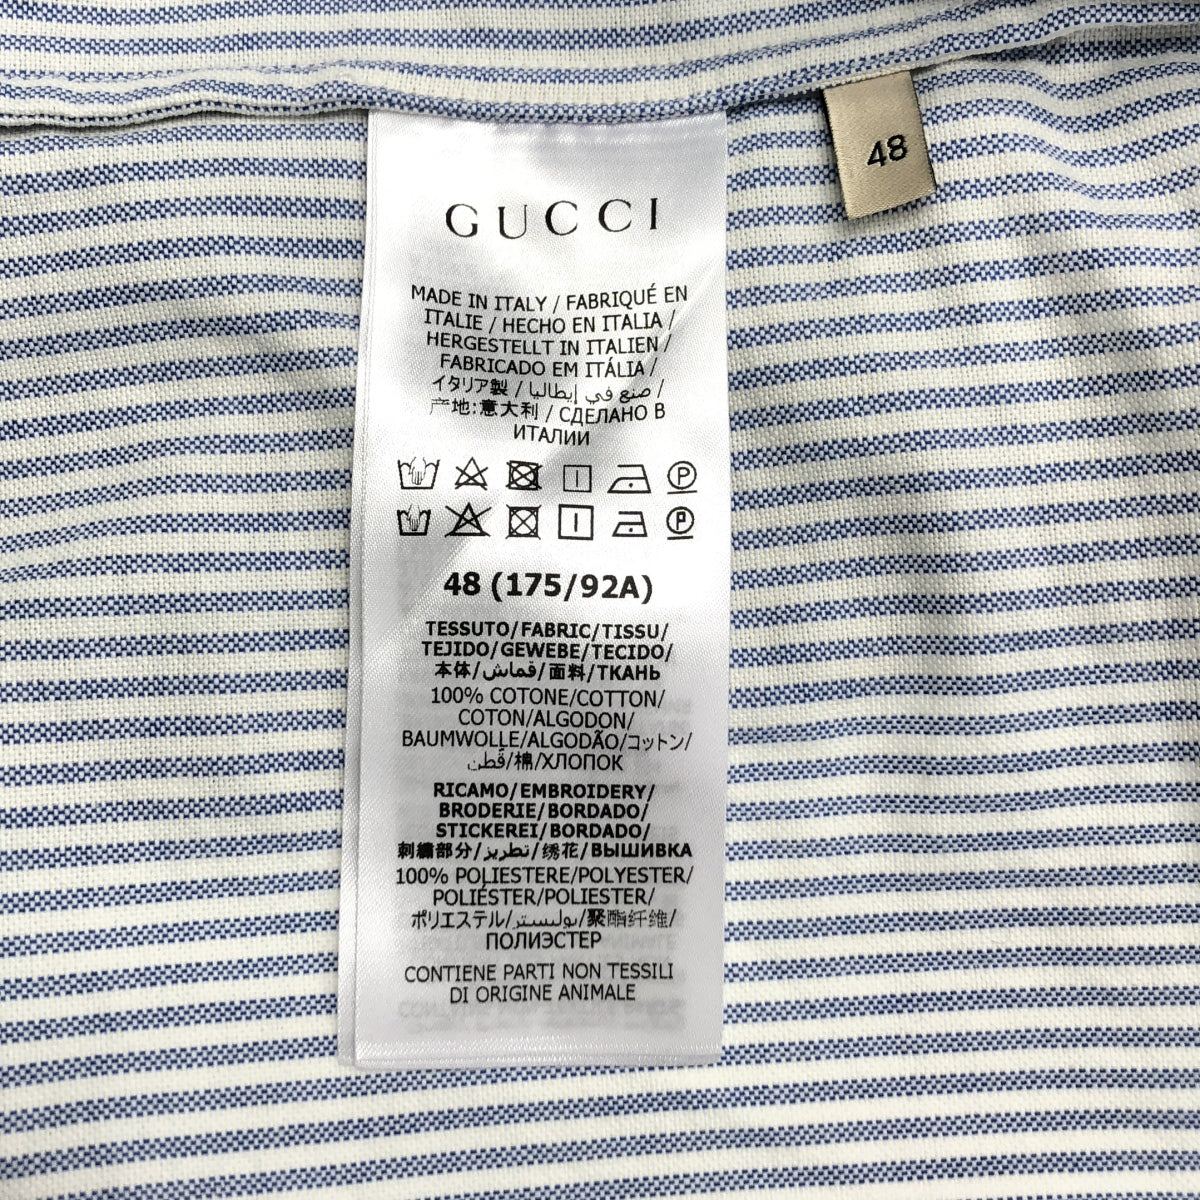 48
GUCCI
MADE IN ITALY / FABRIQUÉ EN
ITALIE / HECHO EN ITALIA /
HERGESTELLT IN ITALIEN /
FABRICADO EM ITÁLIA /
イタリア製 / صنع في إيطاليا /
产地:意大利 / СДЕЛАНО В
ИТАЛИИ
48 (175/92A)
TESSUTO/FABRIC/TISSU/
TEJIDO/GEWEBE/TECIDO/
本体/قماش/面料/ТКАНЬ
100% COTONE/COTTON/
COTON/ALGODON/
BAUMWOLLE/ALGODÃO/コットン/
قطن/棉/ХЛОПОК
RICAMO/EMBROIDERY/
BRODERIE/BORDADO/
STICKEREI/BORDADO/
刺繍部分/تطريز/绣花/ВЫШИВКА
100% POLIESTERE/POLYESTER/
POLIÉSTER/POLIESTER/
ポリエステル/بوليستر/聚酯纤维/
ПОЛИЭСТЕР
CONTIENE PARTI NON TESSILI
DI ORIGINE ANIMALE